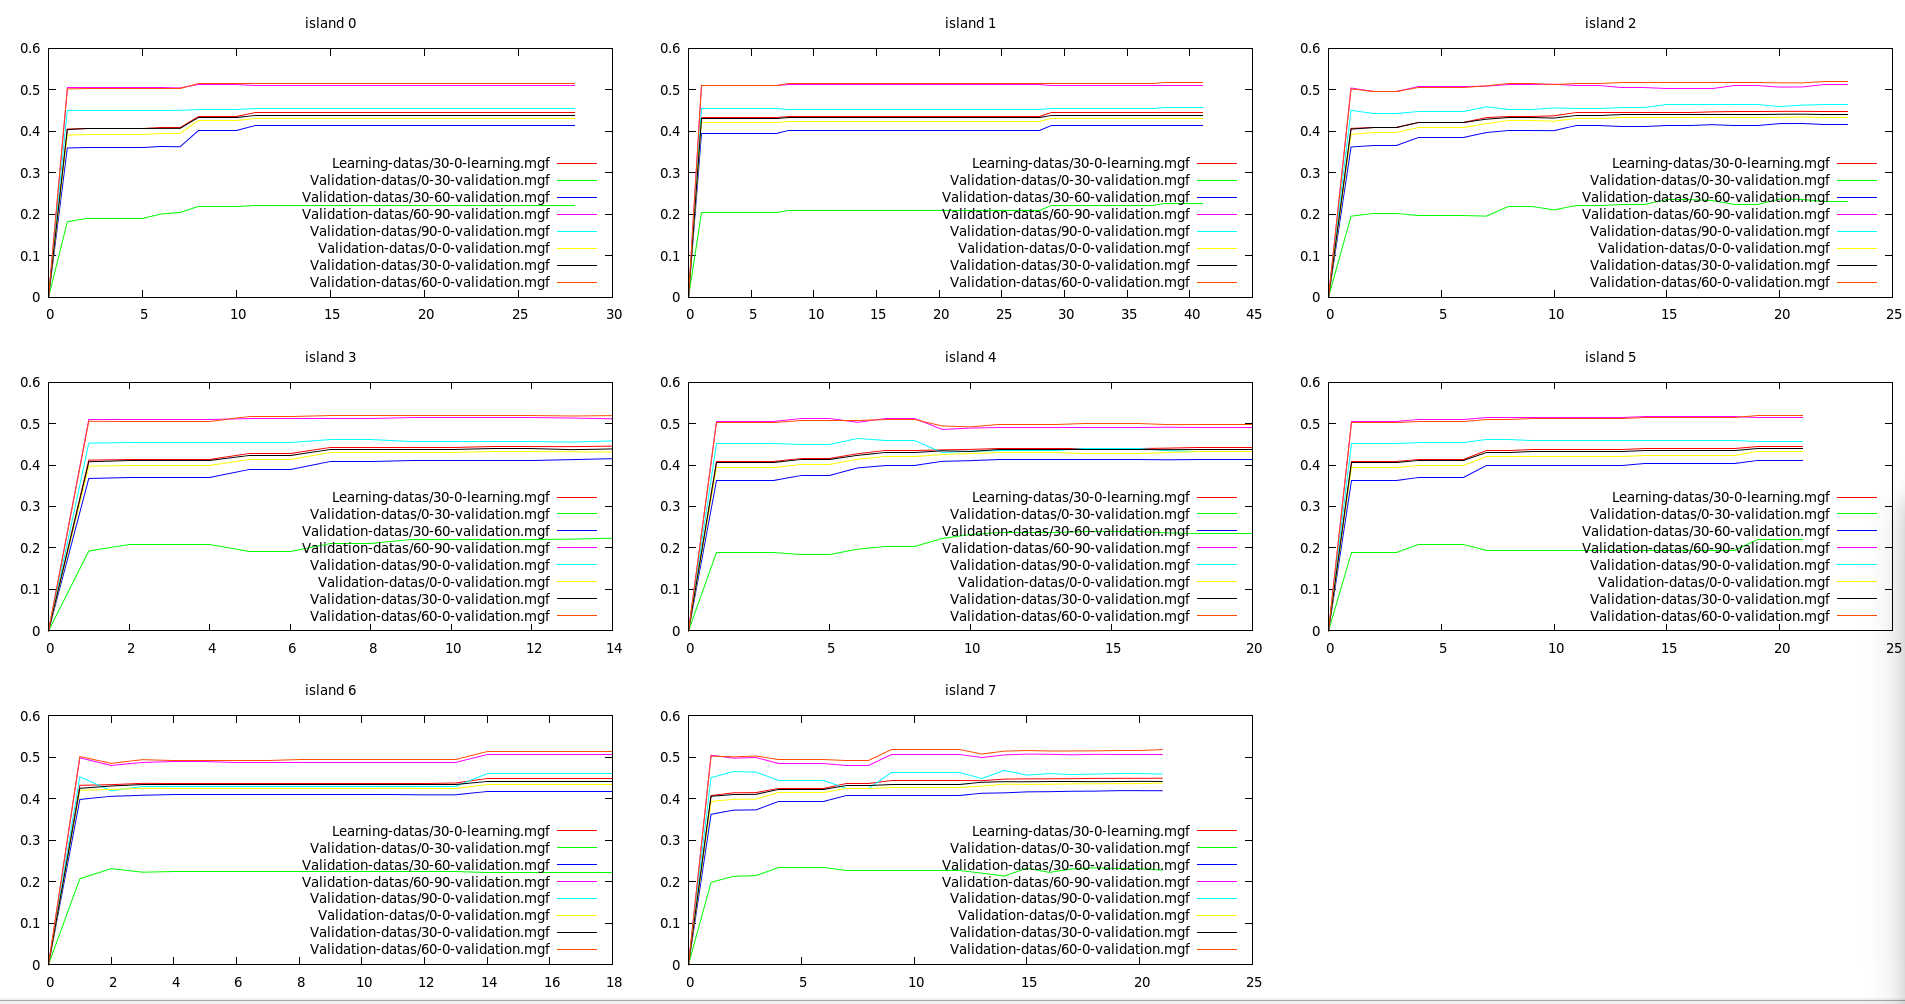 island 0
0.6
0.5
0.4
0.3
0.2
0.1
0
Learning-datas/30-0-learning.mgf
Validation-datas/0-30-validation.mgf
Validation-datas/30-60-validation.mgf
Validation-datas/60-90-validation.mgf
Validation-datas/90-0-validation.mgf
Validation-datas/0-0-validation.mgf
Validation-datas/30-0-validation.mgf
Validation-datas/60-0-validation.mgf
0 5 10 15 20 25 30
island 1
0.6
0.5
0.4
0.3
0.2
0.1
0
Learning-datas/30-0-learning.mgf
Validation-datas/0-30-validation.mgf
Validation-datas/30-60-validation.mgf
Validation-datas/60-90-validation.mgf
Validation-datas/90-0-validation.mgf
Validation-datas/0-0-validation.mgf
Validation-datas/30-0-validation.mgf
Validation-datas/60-0-validation.mgf
0 5 10 15 20 25 30 35 40 45
island 2
0.6
0.5
0.4
0.3
0.2
0.1
0
Learning-datas/30-0-learning.mgf
Validation-datas/0-30-validation.mgf
Validation-datas/30-60-validation.mgf
Validation-datas/60-90-validation.mgf
Validation-datas/90-0-validation.mgf
Validation-datas/0-0-validation.mgf
Validation-datas/30-0-validation.mgf
Validation-datas/60-0-validation.mgf
0 5 10 15 20 25
island 3
0.6
0.5
0.4
0.3
0.2
0.1
0
Learning-datas/30-0-learning.mgf
Validation-datas/0-30-validation.mgf
Validation-datas/30-60-validation.mgf
Validation-datas/60-90-validation.mgf
Validation-datas/90-0-validation.mgf
Validation-datas/0-0-validation.mgf
Validation-datas/30-0-validation.mgf
Validation-datas/60-0-validation.mgf
0 2 4 6 8 10 12 14
island 4
0.6
0.5
0.4
0.3
0.2
0.1
0
Learning-datas/30-0-learning.mgf
Validation-datas/0-30-validation.mgf
Validation-datas/30-60-validation.mgf
Validation-datas/60-90-validation.mgf
Validation-datas/90-0-validation.mgf
Validation-datas/0-0-validation.mgf
Validation-datas/30-0-validation.mgf
Validation-datas/60-0-validation.mgf
0 5 10 15 20
island 5
0.6
0.5
0.4
0.3
0.2
0.1
0
Learning-datas/30-0-learning.mgf
Validation-datas/0-30-validation.mgf
Validation-datas/30-60-validation.mgf
Validation-datas/60-90-validation.mgf
Validation-datas/90-0-validation.mgf
Validation-datas/0-0-validation.mgf
Validation-datas/30-0-validation.mgf
Validation-datas/60-0-validation.mgf
0 5 10 15 20 25
island 6
0.6
0.5
0.4
0.3
0.2
0.1
0
Learning-datas/30-0-learning.mgf
Validation-datas/0-30-validation.mgf
Validation-datas/30-60-validation.mgf
Validation-datas/60-90-validation.mgf
Validation-datas/90-0-validation.mgf
Validation-datas/0-0-validation.mgf
Validation-datas/30-0-validation.mgf
Validation-datas/60-0-validation.mgf
0 2 4 6 8 10 12 14 16 18
island 7
0.6
0.5
0.4
0.3
0.2
0.1
0
Learning-datas/30-0-learning.mgf
Validation-datas/0-30-validation.mgf
Validation-datas/30-60-validation.mgf
Validation-datas/60-90-validation.mgf
Validation-datas/90-0-validation.mgf
Validation-datas/0-0-validation.mgf
Validation-datas/30-0-validation.mgf
Validation-datas/60-0-validation.mgf
0 5 10 15 20 25